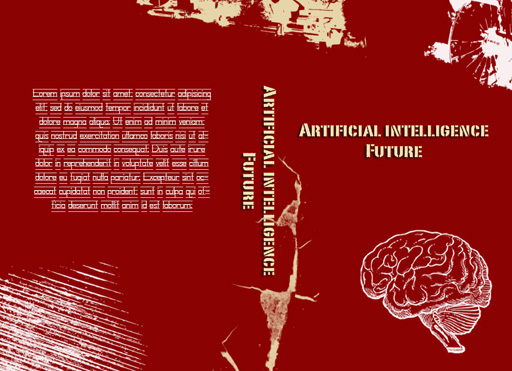 Lorem ipsum dolor sit amet, consectetur adipisicing
elit, sed do eiusmod tempor incididunt ut labore et
dolore magna aliqua. Ut enim ad minim veniam,
quis nostrud exercitation ullamco laboris nisi ut al-
iquip ex ea commodo consequat. Duis aute irure
dolor in reprehenderit in voluptate velit esse cillum
dolore eu fugiat nulla pariatur. Excepteur sint oc-
caecat cupidatat non proident, sunt in culpa qui of-
ficia deserunt mollit anim id est laborum.
Artificial intelligence
Future
Artificial intelligence
Future